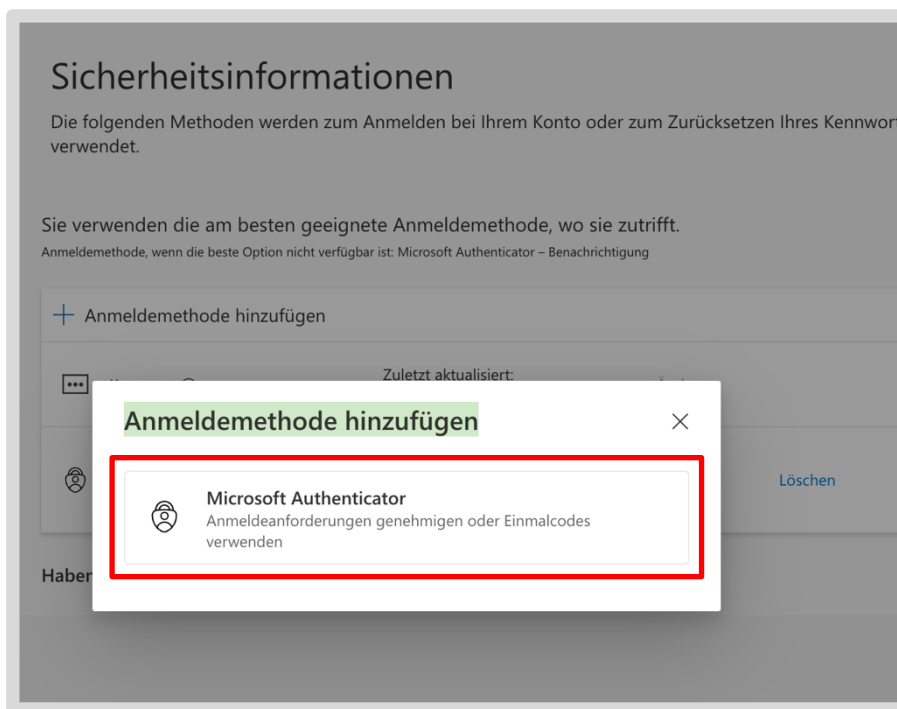 Sicherheitsinformationen
Die folgenden Methoden werden zum Anmelden bei Ihrem Konto oder zum Zurücksetzen Ihres
verwendet.
Sie verwenden die am besten geeignete Anmeldemethode, wo sie zutrifft.
Anmeldemethode, wenn die beste Option nicht verfügbar ist: Microsoft Authenticator – Benachrichtigung
Anmeldemethode hinzufügen
Zuletzt aktualisiert:
Anmeldemethode hinzufügen
Microsoft Authenticator
Anmeldeanforderungen genehmigen oder Einmalcodes
verwenden
Löschen